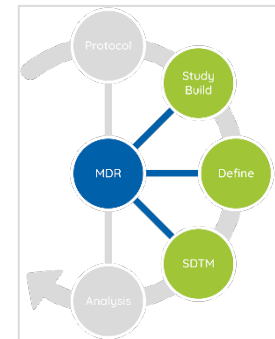 Protocol
Study
Build
MDR
Define
SDTM
Analysis